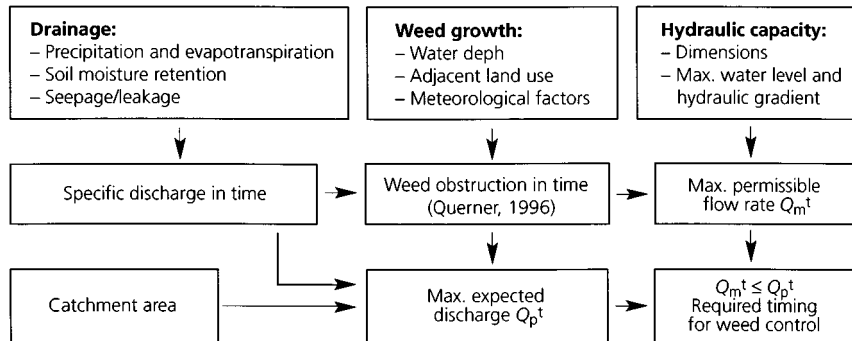 Drainage:
– Precipitation and evapotranspiration
– Soil moisture retention
– Seepage/leakage
Weed growth:
– Water deph
– Adjacent land use
– Meteorological factors
Hydraulic capacity:
– Dimensions
– Max. water level and
hydraulic gradient
Specific discharge in time
Weed obstruction in time
(Querner, 1996)
Max. permissible
flow rate Qmᵗ
Catchment area
Max. expected
discharge Qpᵗ
Qmᵗ ≤ Qpᵗ
Required timing
for weed control